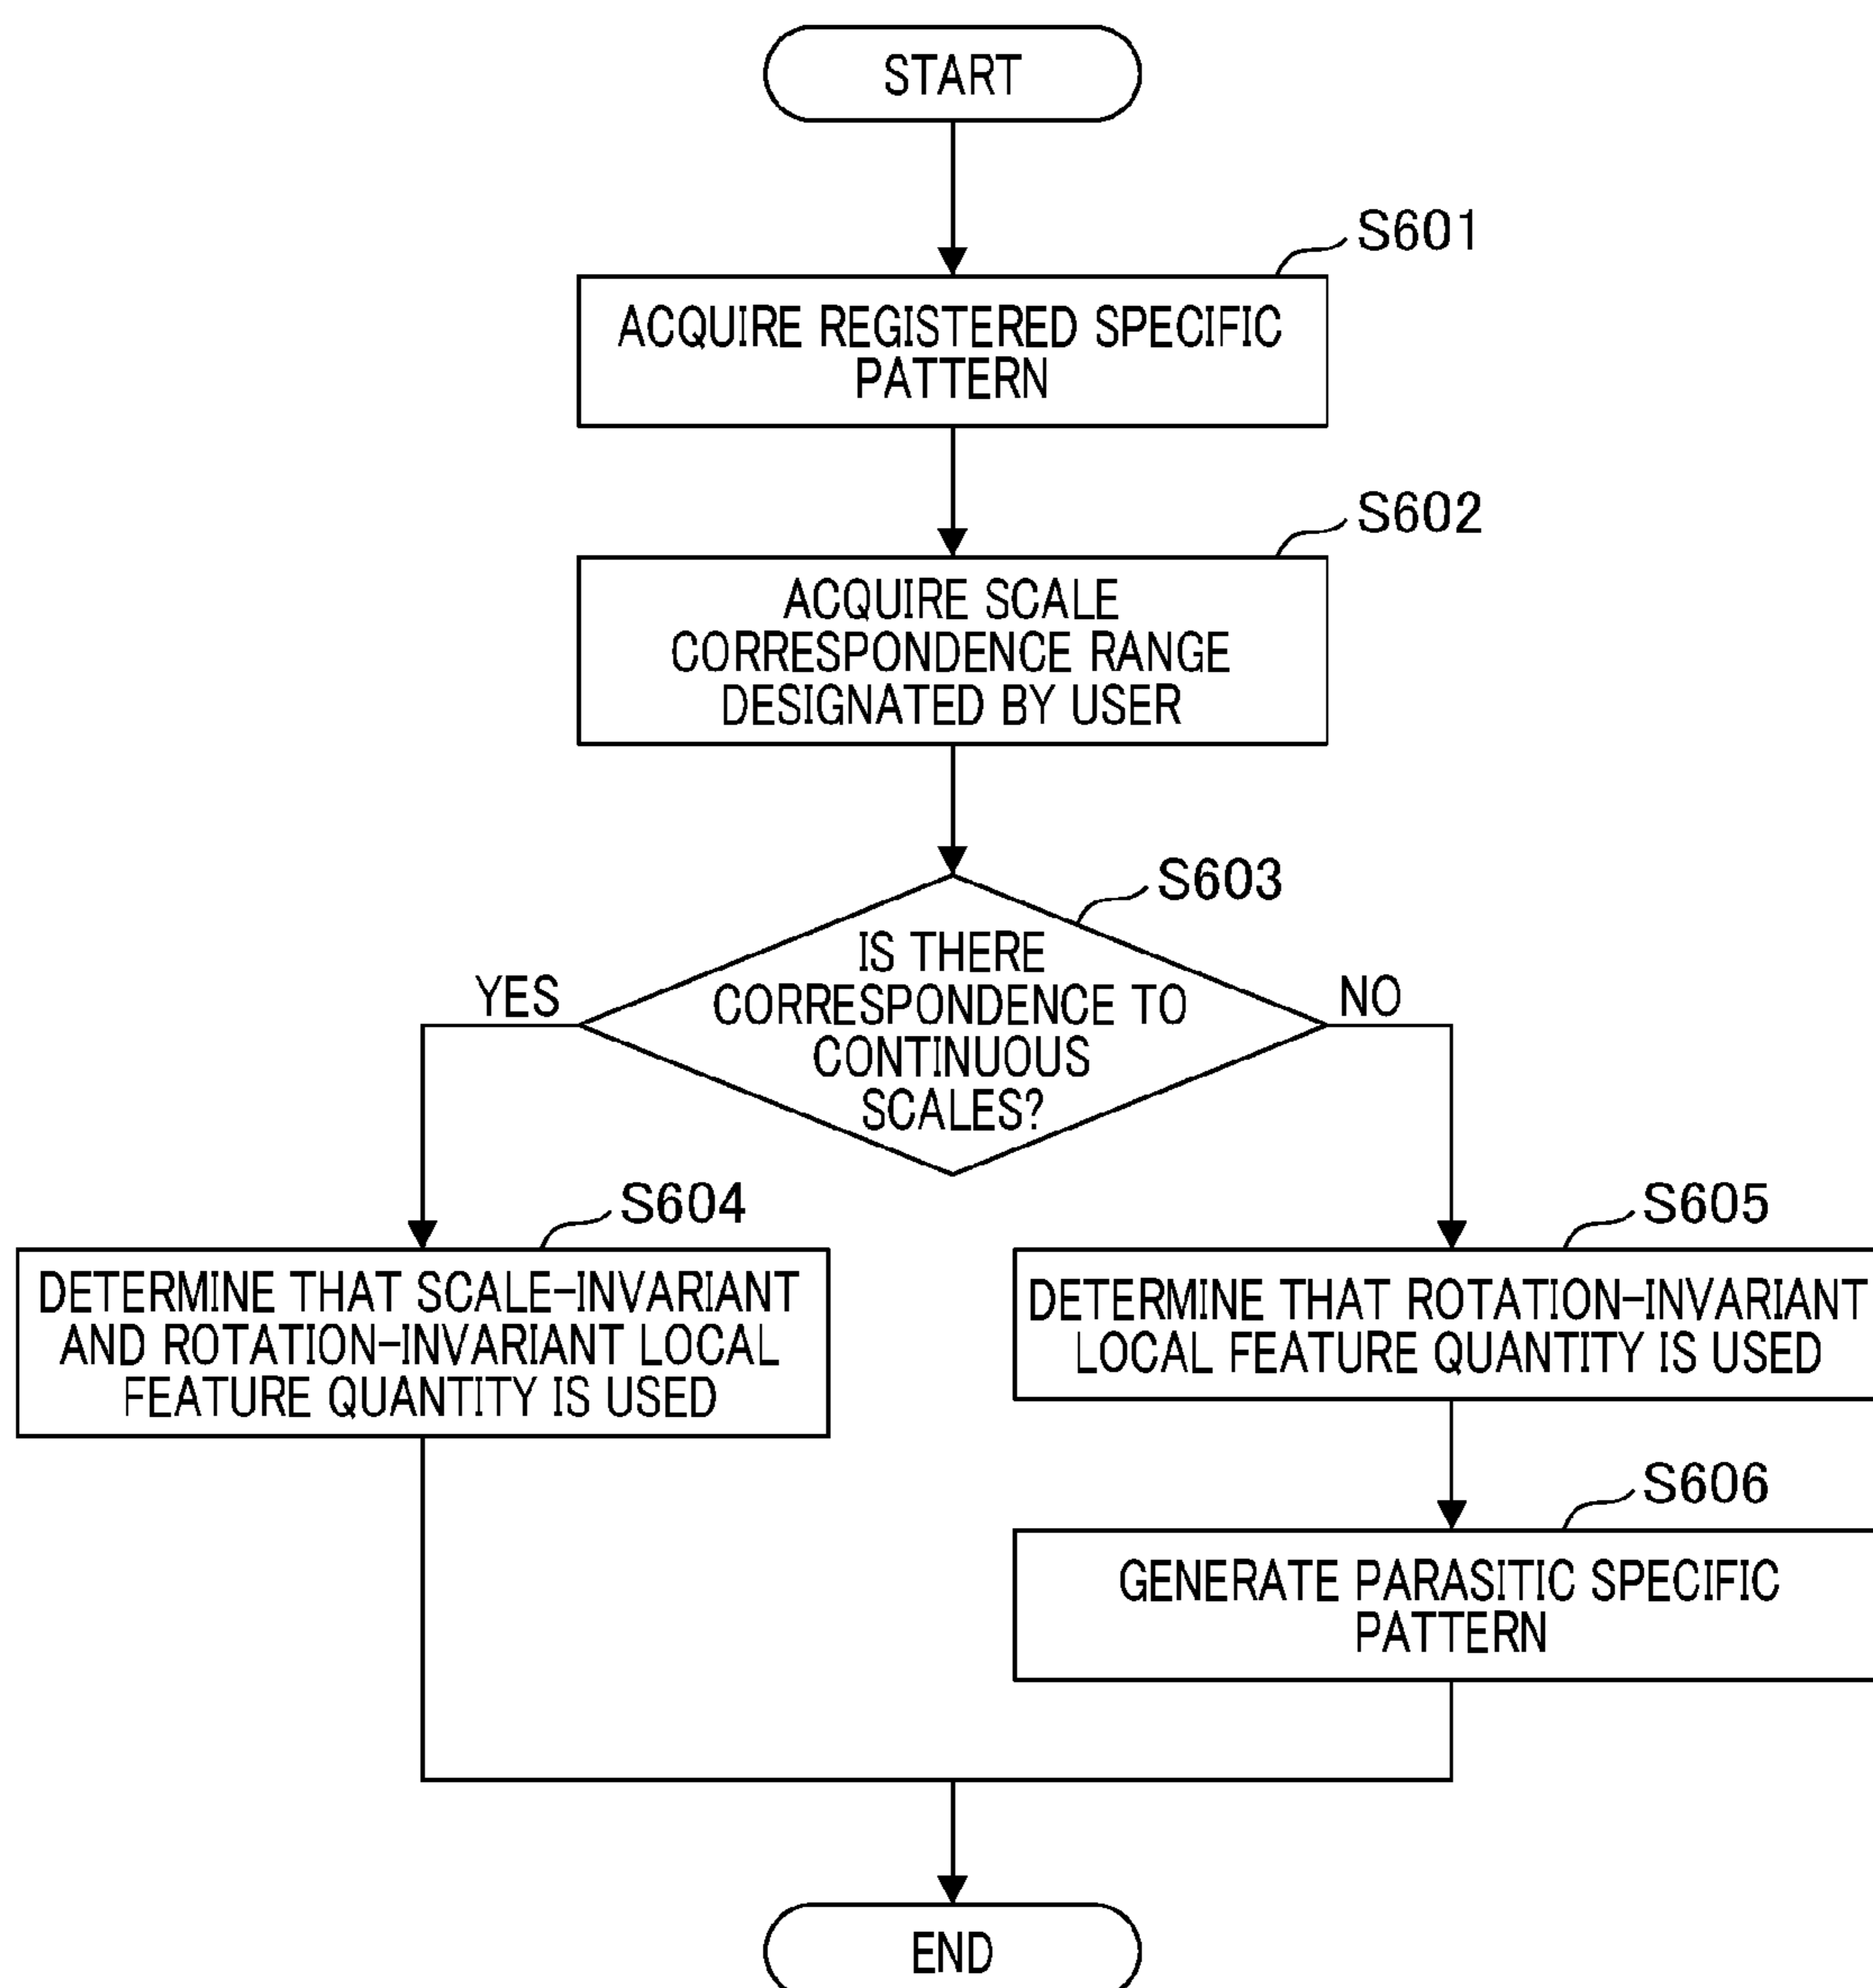 START
S601
ACQUIRE REGISTERED SPECIFIC
PATTERN
S602
ACQUIRE SCALE
CORRESPONDENCE RANGE
DESIGNATED BY USER
S603
IS THERE
CORRESPONDENCE TO
CONTINUOUS
SCALES?
YES
NO
S604
DETERMINE THAT SCALE-INVARIANT
AND ROTATION-INVARIANT LOCAL
FEATURE QUANTITY IS USED
S605
DETERMINE THAT ROTATION-INVARIANT
LOCAL FEATURE QUANTITY IS USED
S606
GENERATE PARASITIC SPECIFIC
PATTERN
END